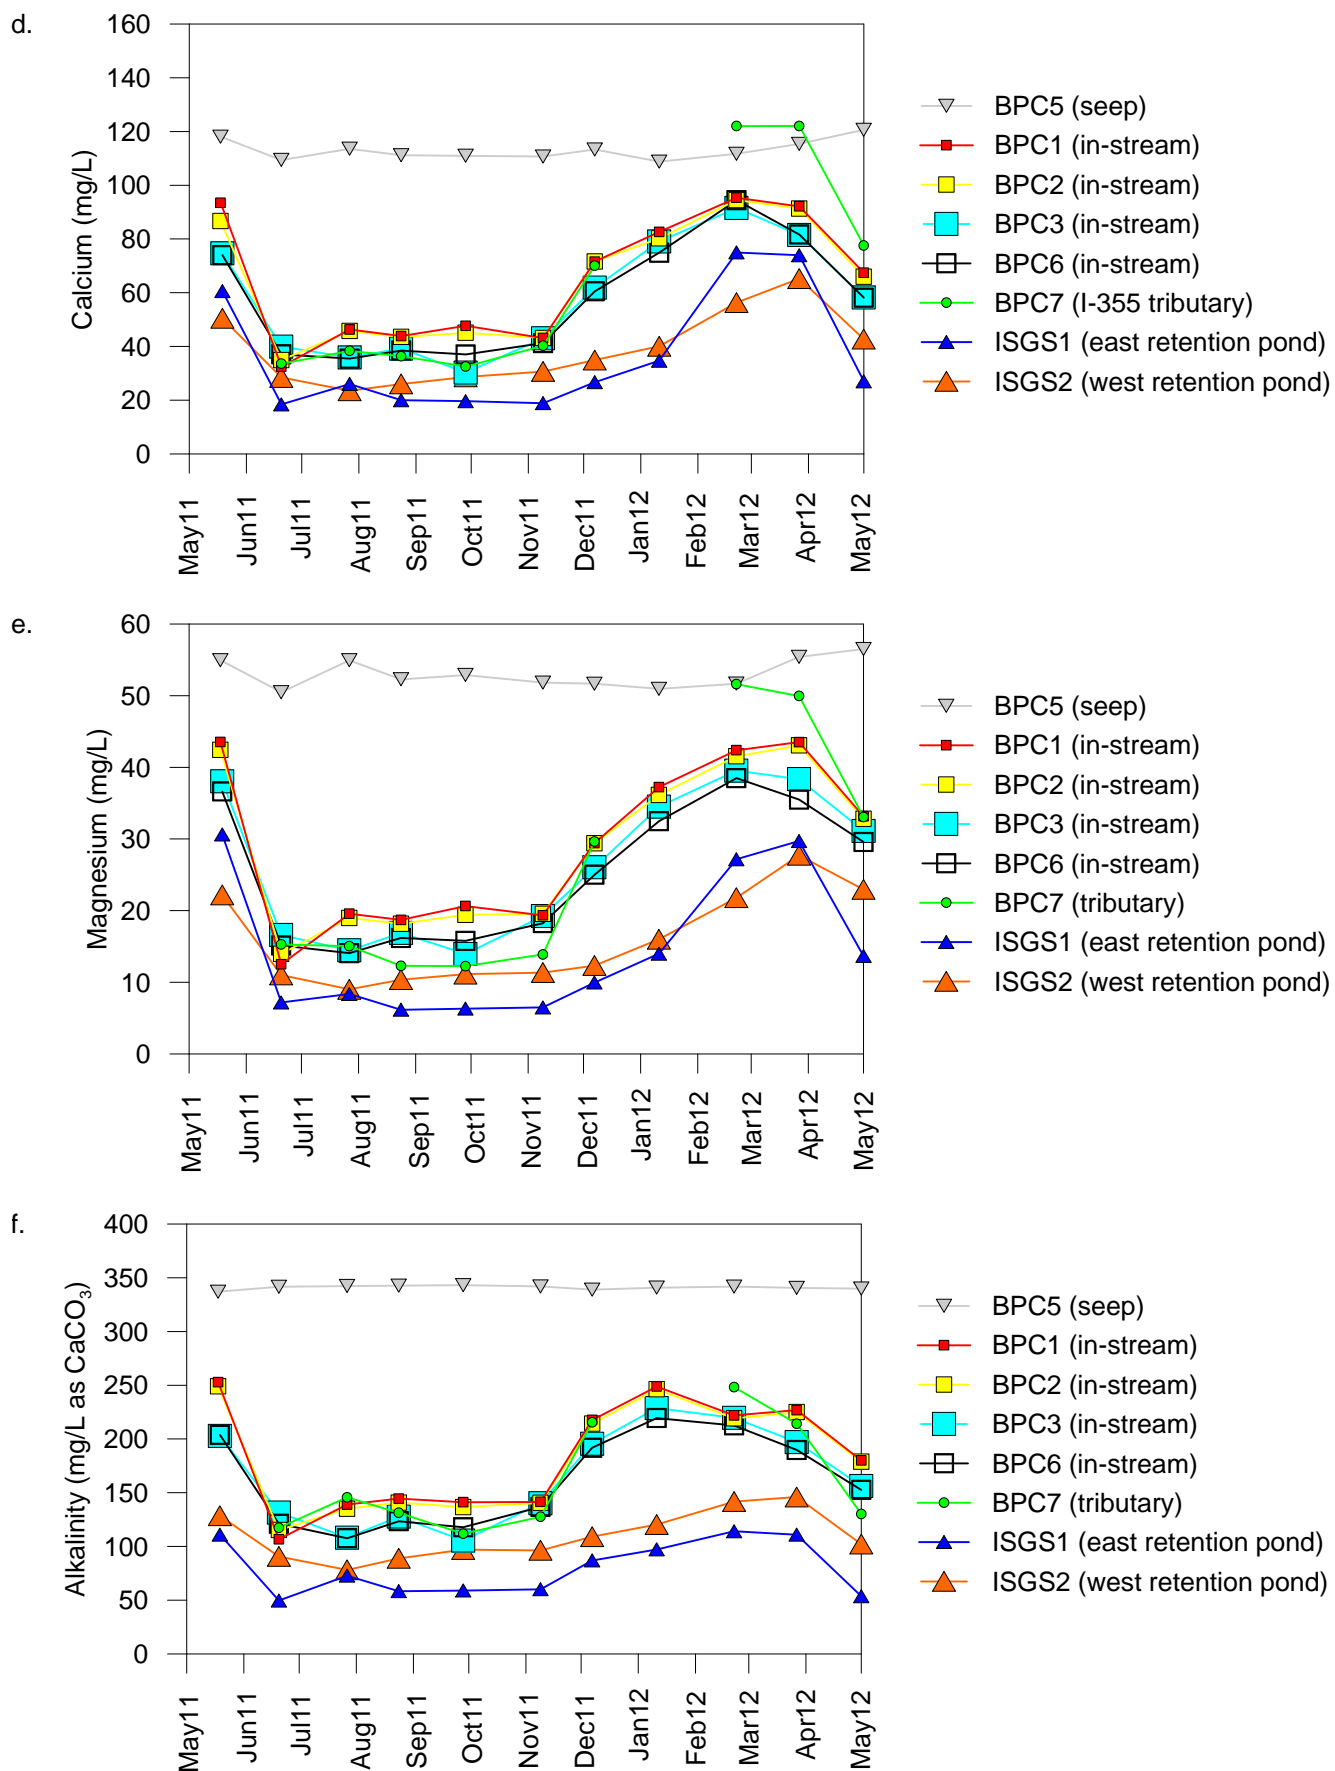 d.
160
140
120
100
80
60
40
20
0
Calcium (mg/L)
May11
Jun11
Jul11
Aug11
Sep11
Oct11
Nov11
Dec11
Jan12
Feb12
Mar12
Apr12
May12
BPC5 (seep)
BPC1 (in-stream)
BPC2 (in-stream)
BPC3 (in-stream)
BPC6 (in-stream)
BPC7 (I-355 tributary)
ISGS1 (east retention pond)
ISGS2 (west retention pond)
e.
60
50
40
30
20
10
0
Magnesium (mg/L)
May11
Jun11
Jul11
Aug11
Sep11
Oct11
Nov11
Dec11
Jan12
Feb12
Mar12
Apr12
May12
BPC5 (seep)
BPC1 (in-stream)
BPC2 (in-stream)
BPC3 (in-stream)
BPC6 (in-stream)
BPC7 (tributary)
ISGS1 (east retention pond)
ISGS2 (west retention pond)
f.
400
350
300
250
200
150
100
50
0
Alkalinity (mg/L as CaCO₃)
May11
Jun11
Jul11
Aug11
Sep11
Oct11
Nov11
Dec11
Jan12
Feb12
Mar12
Apr12
May12
BPC5 (seep)
BPC1 (in-stream)
BPC2 (in-stream)
BPC3 (in-stream)
BPC6 (in-stream)
BPC7 (tributary)
ISGS1 (east retention pond)
ISGS2 (west retention pond)